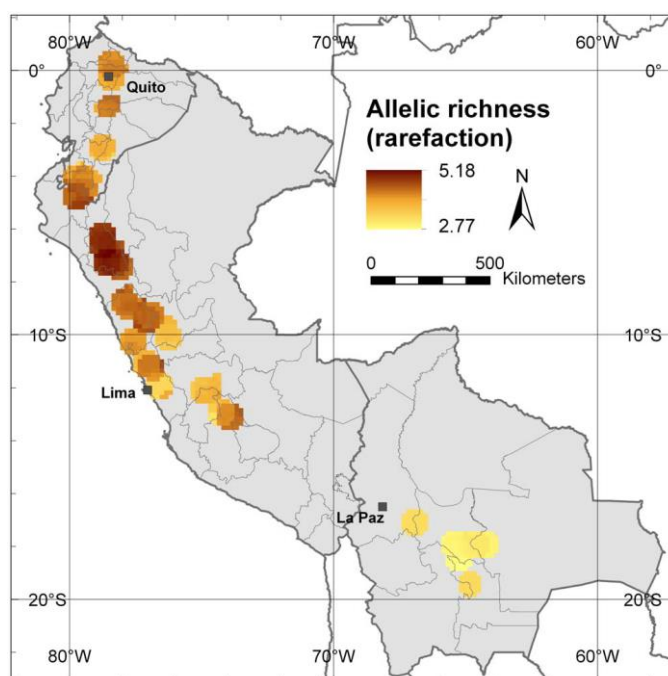 80°W 70°W 60°W
0° 0°
Quito
Allelic richness
(rarefaction)
5.18
2.77
N
0 500
Kilometers
10°S 10°S
Lima
La Paz
20°S 20°S
80°W 70°W 60°W